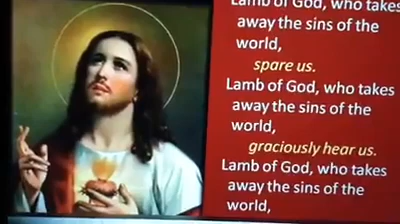 Lamb of God, who takes
away the sins of the
world,
spare us.
Lamb of God, who takes
away the sins of the
world,
graciously hear us.
Lamb of God, who takes
away the sins of the
world,